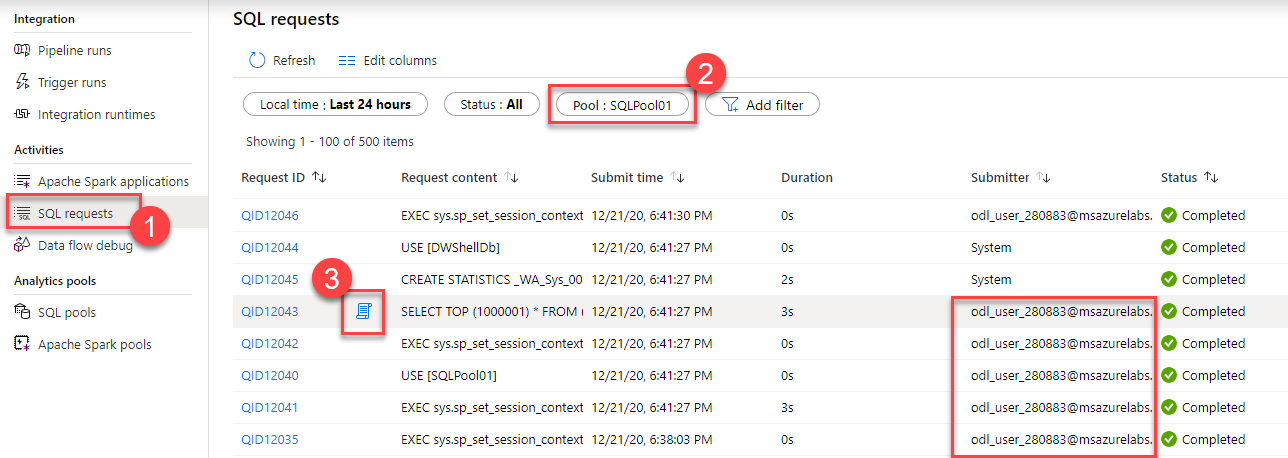 Integration
Pipeline runs
Trigger runs
Integration runtimes
Activities
Apache Spark applications
SQL requests
1
Data flow debug
Analytics pools
SQL pools
Apache Spark pools
SQL requests
Refresh Edit columns
2
Local time : Last 24 hours Status : All Pool : SQLPool01 Add filter
Showing 1 - 100 of 500 items
Request ID Request content Submit time Duration Submitter Status
QID12046 EXEC sys.sp_set_session_context 12/21/20, 6:41:30 PM 0s odl_user_280883@msazurelabs. Completed
QID12044 USE [DWShellDb] 12/21/20, 6:41:27 PM 0s System Completed
QID12045 CREATE STATISTICS _WA_Sys_00 12/21/20, 6:41:27 PM 2s System Completed
3
QID12043 SELECT TOP (1000001) * FROM ( 12/21/20, 6:41:27 PM 3s odl_user_280883@msazurelabs. Completed
QID12042 EXEC sys.sp_set_session_context 12/21/20, 6:41:27 PM 0s odl_user_280883@msazurelabs. Completed
QID12040 USE [SQLPool01] 12/21/20, 6:41:27 PM 0s odl_user_280883@msazurelabs. Completed
QID12041 EXEC sys.sp_set_session_context 12/21/20, 6:41:27 PM 3s odl_user_280883@msazurelabs. Completed
QID12035 EXEC sys.sp_set_session_context 12/21/20, 6:38:03 PM 0s odl_user_280883@msazurelabs. Completed